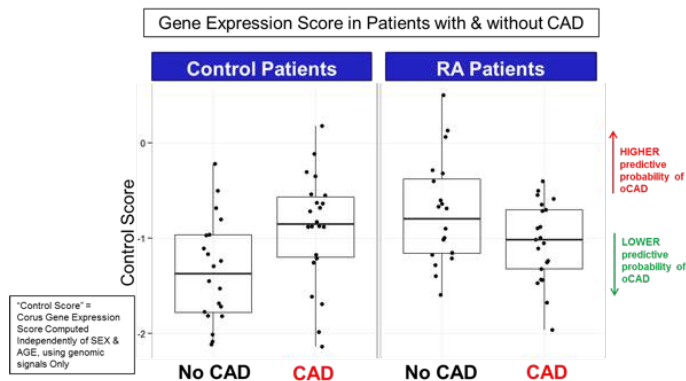 Gene Expression Score in Patients with & without CAD
Control Patients
RA Patients
Control Score
0
-1
-2
HIGHER
predictive
probability of
oCAD
LOWER
predictive
probability of
oCAD
"Control Score" =
Corus Gene Expression
Score Computed
Independently of SEX &
AGE, using genomic
signals Only
No CAD
CAD
No CAD
CAD